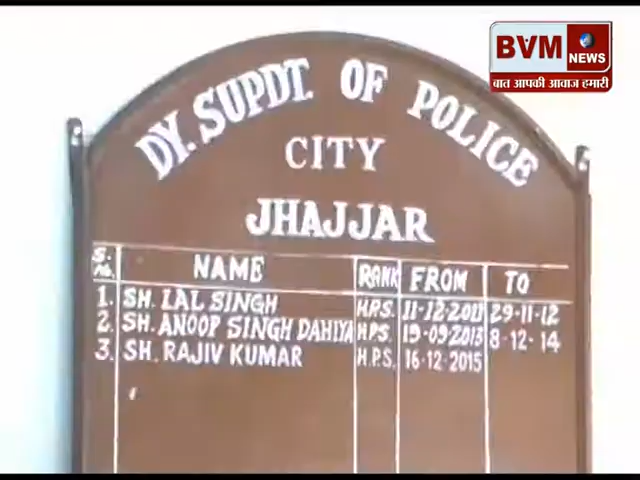 BVM NEWS
बात आपकी आवाज हमारी
DY. SUPDT. OF POLICE
CITY
JHAJJAR
S. No. NAME RANK FROM TO
1. SH. LAL SINGH H.P.S. 11-12-2011 29-11-12
2. SH. ANOOP SINGH DAHIYA H.P.S. 19-09-2013 8-12-14
3. SH. RAJIV KUMAR H.P.S. 16-12-2015